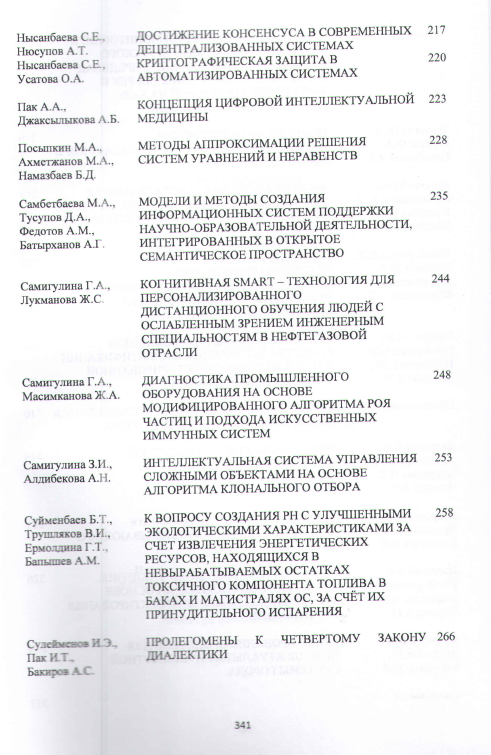 Нысанбаева С.Е., ДОСТИЖЕНИЕ КОНСЕНСУСА В СОВРЕМЕННЫХ 217
Нюсупов А.Т. ДЕЦЕНТРАЛИЗОВАННЫХ СИСТЕМАХ
Нысанбаева С.Е., КРИПТОГРАФИЧЕСКАЯ ЗАЩИТА В 220
Усатова О.А. АВТОМАТИЗИРОВАННЫХ СИСТЕМАХ
Пак А.А., КОНЦЕПЦИЯ ЦИФРОВОЙ ИНТЕЛЛЕКТУАЛЬНОЙ 223
Джаксылыкова А.Б. МЕДИЦИНЫ
Посыпкин М.А., МЕТОДЫ АППРОКСИМАЦИИ РЕШЕНИЯ 228
Ахметжанов М.А., СИСТЕМ УРАВНЕНИЙ И НЕРАВЕНСТВ
Намазбаев Б.Д.
Самбетбаева М.А., МОДЕЛИ И МЕТОДЫ СОЗДАНИЯ 235
Тусупов Д.А., ИНФОРМАЦИОННЫХ СИСТЕМ ПОДДЕРЖКИ
Федотов А.М., НАУЧНО-ОБРАЗОВАТЕЛЬНОЙ ДЕЯТЕЛЬНОСТИ,
Батырханов А.Г. ИНТЕГРИРОВАННЫХ В ОТКРЫТОЕ
СЕМАНТИЧЕСКОЕ ПРОСТРАНСТВО
Самигулина Г.А., КОГНИТИВНАЯ SMART – ТЕХНОЛОГИЯ ДЛЯ 244
Лукманова Ж.С. ПЕРСОНАЛИЗИРОВАННОГО
ДИСТАНЦИОННОГО ОБУЧЕНИЯ ЛЮДЕЙ С
ОСЛАБЛЕННЫМ ЗРЕНИЕМ ИНЖЕНЕРНЫМ
СПЕЦИАЛЬНОСТЯМ В НЕФТЕГАЗОВОЙ
ОТРАСЛИ
Самигулина Г.А., ДИАГНОСТИКА ПРОМЫШЛЕННОГО 248
Масимканова Ж.А. ОБОРУДОВАНИЯ НА ОСНОВЕ
МОДИФИЦИРОВАННОГО АЛГОРИТМА РОЯ
ЧАСТИЦ И ПОДХОДА ИСКУССТВЕННЫХ
ИММУННЫХ СИСТЕМ
Самигулина З.И., ИНТЕЛЛЕКТУАЛЬНАЯ СИСТЕМА УПРАВЛЕНИЯ 253
Алдибекова А.Н. СЛОЖНЫМИ ОБЪЕКТАМИ НА ОСНОВЕ
АЛГОРИТМА КЛОНАЛЬНОГО ОТБОРА
Суйменбаев Б.Т., К ВОПРОСУ СОЗДАНИЯ РН С УЛУЧШЕННЫМИ 258
Трушляков В.И., ЭКОЛОГИЧЕСКИМИ ХАРАКТЕРИСТИКАМИ ЗА
Ермолдина Г.Т., СЧЕТ ИЗВЛЕЧЕНИЯ ЭНЕРГЕТИЧЕСКИХ
Бапышев А.М. РЕСУРСОВ, НАХОДЯЩИХСЯ В
НЕВЫРАБАТЫВАЕМЫХ ОСТАТКАХ
ТОКСИЧНОГО КОМПОНЕНТА ТОПЛИВА В
БАКАХ И МАГИСТРАЛЯХ ОС, ЗА СЧЁТ ИХ
ПРИНУДИТЕЛЬНОГО ИСПАРЕНИЯ
Сулейменов И.Э., ПРОЛЕГОМЕНЫ К ЧЕТВЕРТОМУ ЗАКОНУ 266
Пак И.Т., ДИАЛЕКТИКИ
Бакиров А.С.
341